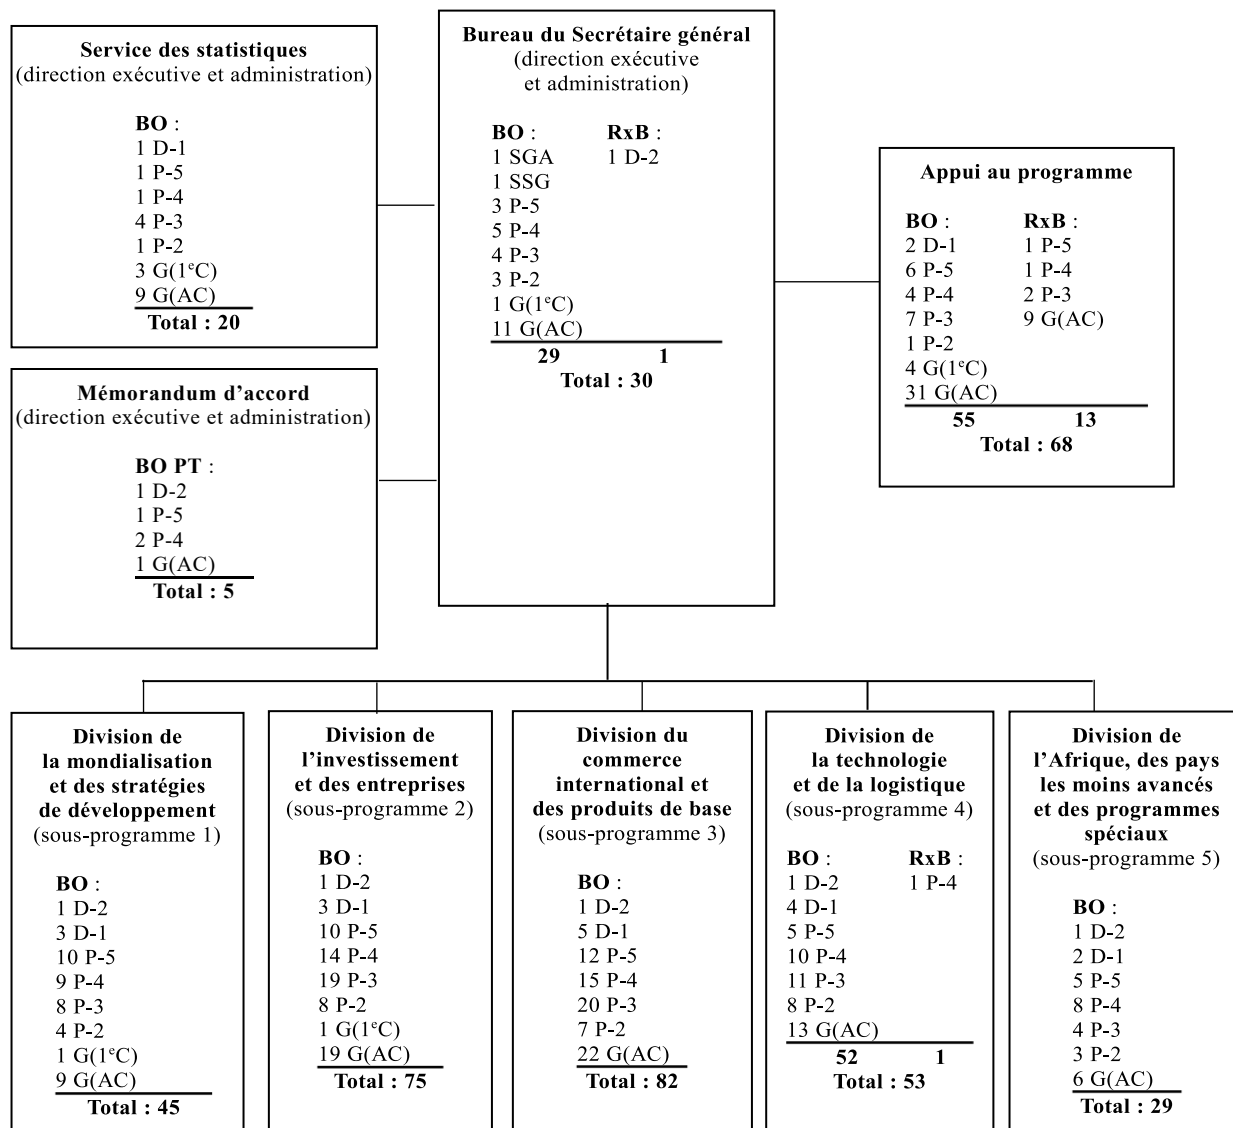 Service des statistiques
(direction exécutive et administration)
BO :
1 D-1
1 P-5
1 P-4
4 P-3
1 P-2
3 G(1ᵉC)
9 G(AC)
Total : 20
Bureau du Secrétaire général
(direction exécutive
et administration)
BO : RxB :
1 SGA 1 D-2
1 SSG
3 P-5
5 P-4
4 P-3
3 P-2
1 G(1ᵉC)
11 G(AC)
29 1
Total : 30
Appui au programme
BO : RxB :
2 D-1 1 P-5
6 P-5 1 P-4
4 P-4 2 P-3
7 P-3 9 G(AC)
1 P-2
4 G(1ᵉC)
31 G(AC)
55 13
Total : 68
Mémorandum d'accord
(direction exécutive et administration)
BO PT :
1 D-2
1 P-5
2 P-4
1 G(AC)
Total : 5
Division de
la mondialisation
et des stratégies
de développement
(sous-programme 1)
BO :
1 D-2
3 D-1
10 P-5
9 P-4
8 P-3
4 P-2
1 G(1ᵉC)
9 G(AC)
Total : 45
Division de
l'investissement
et des entreprises
(sous-programme 2)
BO :
1 D-2
3 D-1
10 P-5
14 P-4
19 P-3
8 P-2
1 G(1ᵉC)
19 G(AC)
Total : 75
Division du
commerce
international et
des produits de base
(sous-programme 3)
BO :
1 D-2
5 D-1
12 P-5
15 P-4
20 P-3
7 P-2
22 G(AC)
Total : 82
Division de
la technologie
et de la logistique
(sous-programme 4)
BO : RxB :
1 D-2 1 P-4
4 D-1
5 P-5
10 P-4
11 P-3
8 P-2
13 G(AC)
52 1
Total : 53
Division de
l'Afrique, des pays
les moins avancés
et des programmes
spéciaux
(sous-programme 5)
BO :
1 D-2
2 D-1
5 P-5
8 P-4
4 P-3
3 P-2
6 G(AC)
Total : 29